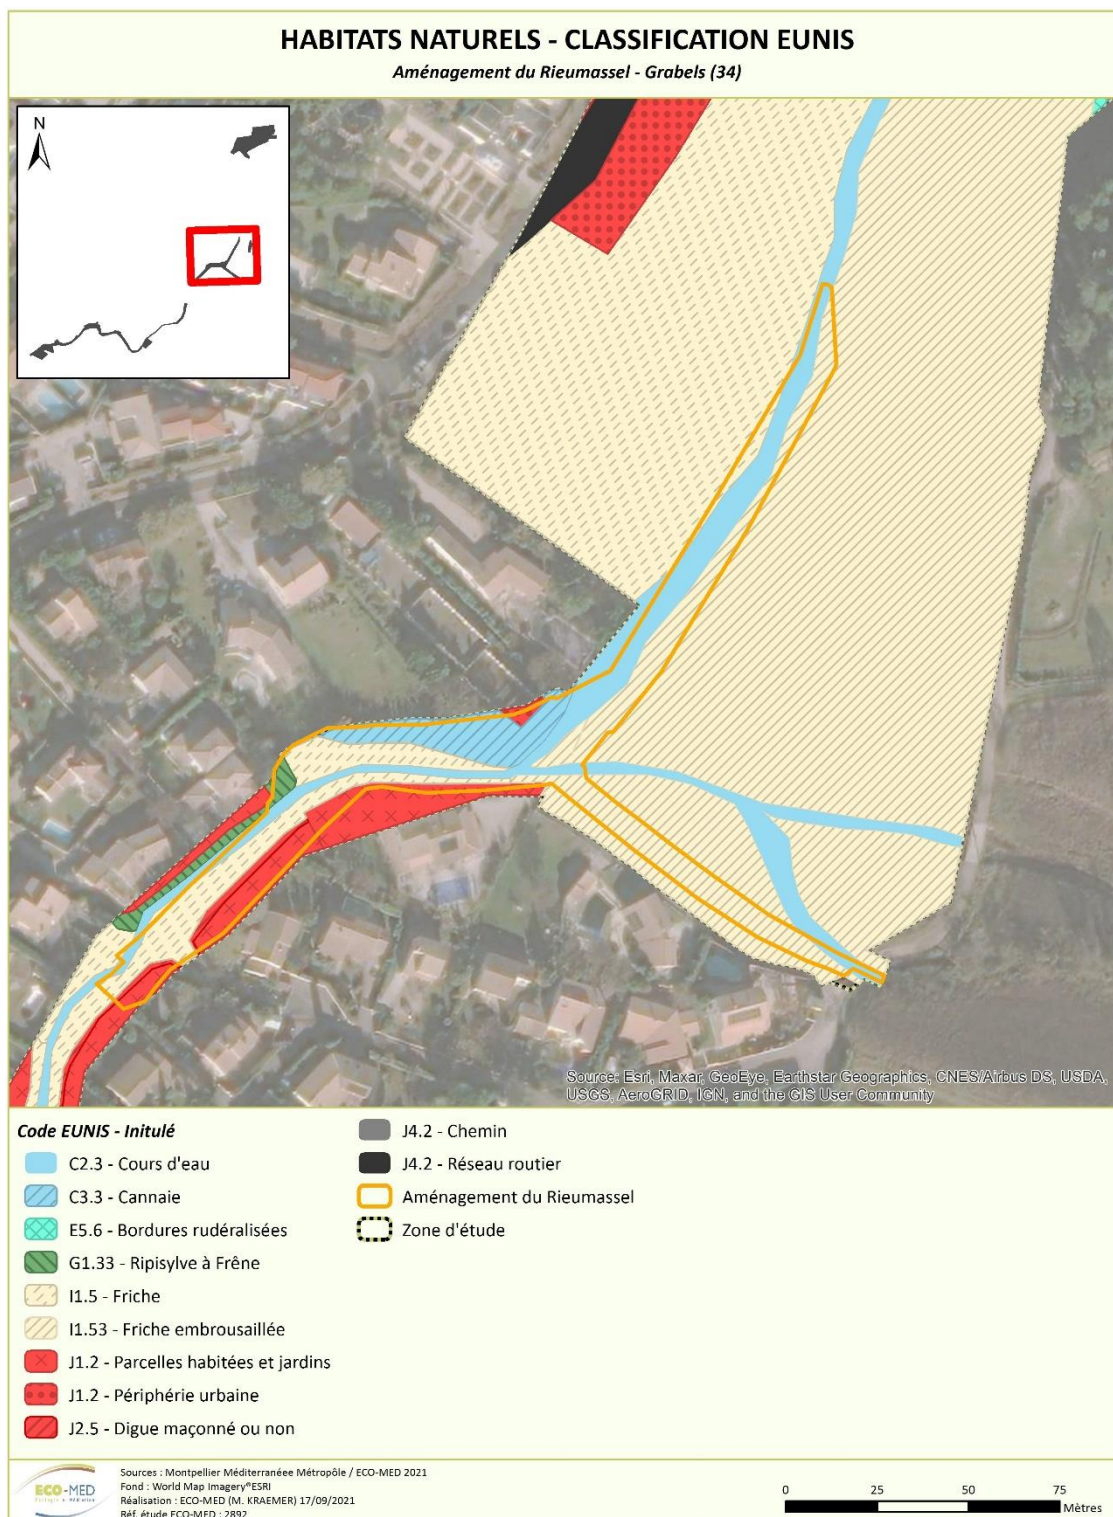 HABITATS NATURELS - CLASSIFICATION EUNIS
Aménagement du Rieumassel - Grabels (34)
N
Source: Esri, Maxar, GeoEye, Earthstar Geographics, CNES/Airbus DS, USDA,
USGS, AeroGRID, IGN, and the GIS User Community
Code EUNIS - Initulé
C2.3 - Cours d'eau
C3.3 - Cannaie
E5.6 - Bordures rudéralisées
G1.33 - Ripisylve à Frêne
I1.5 - Friche
I1.53 - Friche embrousaillée
J1.2 - Parcelles habitées et jardins
J1.2 - Périphérie urbaine
J2.5 - Digue maçonné ou non
J4.2 - Chemin
J4.2 - Réseau routier
Aménagement du Rieumassel
Zone d'étude
ECO-MED
Sources : Montpellier Méditerranéee Métropôle / ECO-MED 2021
Fond : World Map Imagery®ESRI
Réalisation : ECO-MED (M. KRAEMER) 17/09/2021
Réf. étude ECO-MED : 2892
0 25 50 75
Mètres